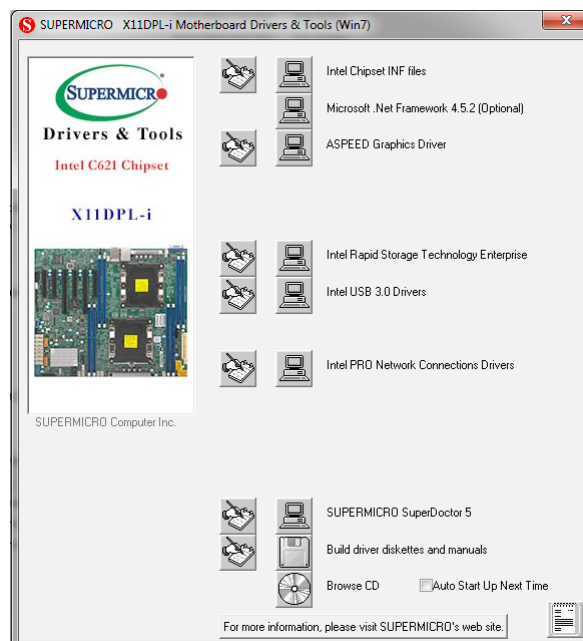 SUPERMICRO X11DPL-i Motherboard Drivers & Tools (Win7)
SUPERMICRO
Drivers & Tools
Intel C621 Chipset
X11DPL-i
SUPERMICRO Computer Inc.
Intel Chipset INF files
Microsoft .Net Framework 4.5.2 (Optional)
ASPEED Graphics Driver
Intel Rapid Storage Technology Enterprise
Intel USB 3.0 Drivers
Intel PRO Network Connections Drivers
SUPERMICRO SuperDoctor 5
Build driver diskettes and manuals
Browse CD
Auto Start Up Next Time
For more information, please visit SUPERMICRO's web site.